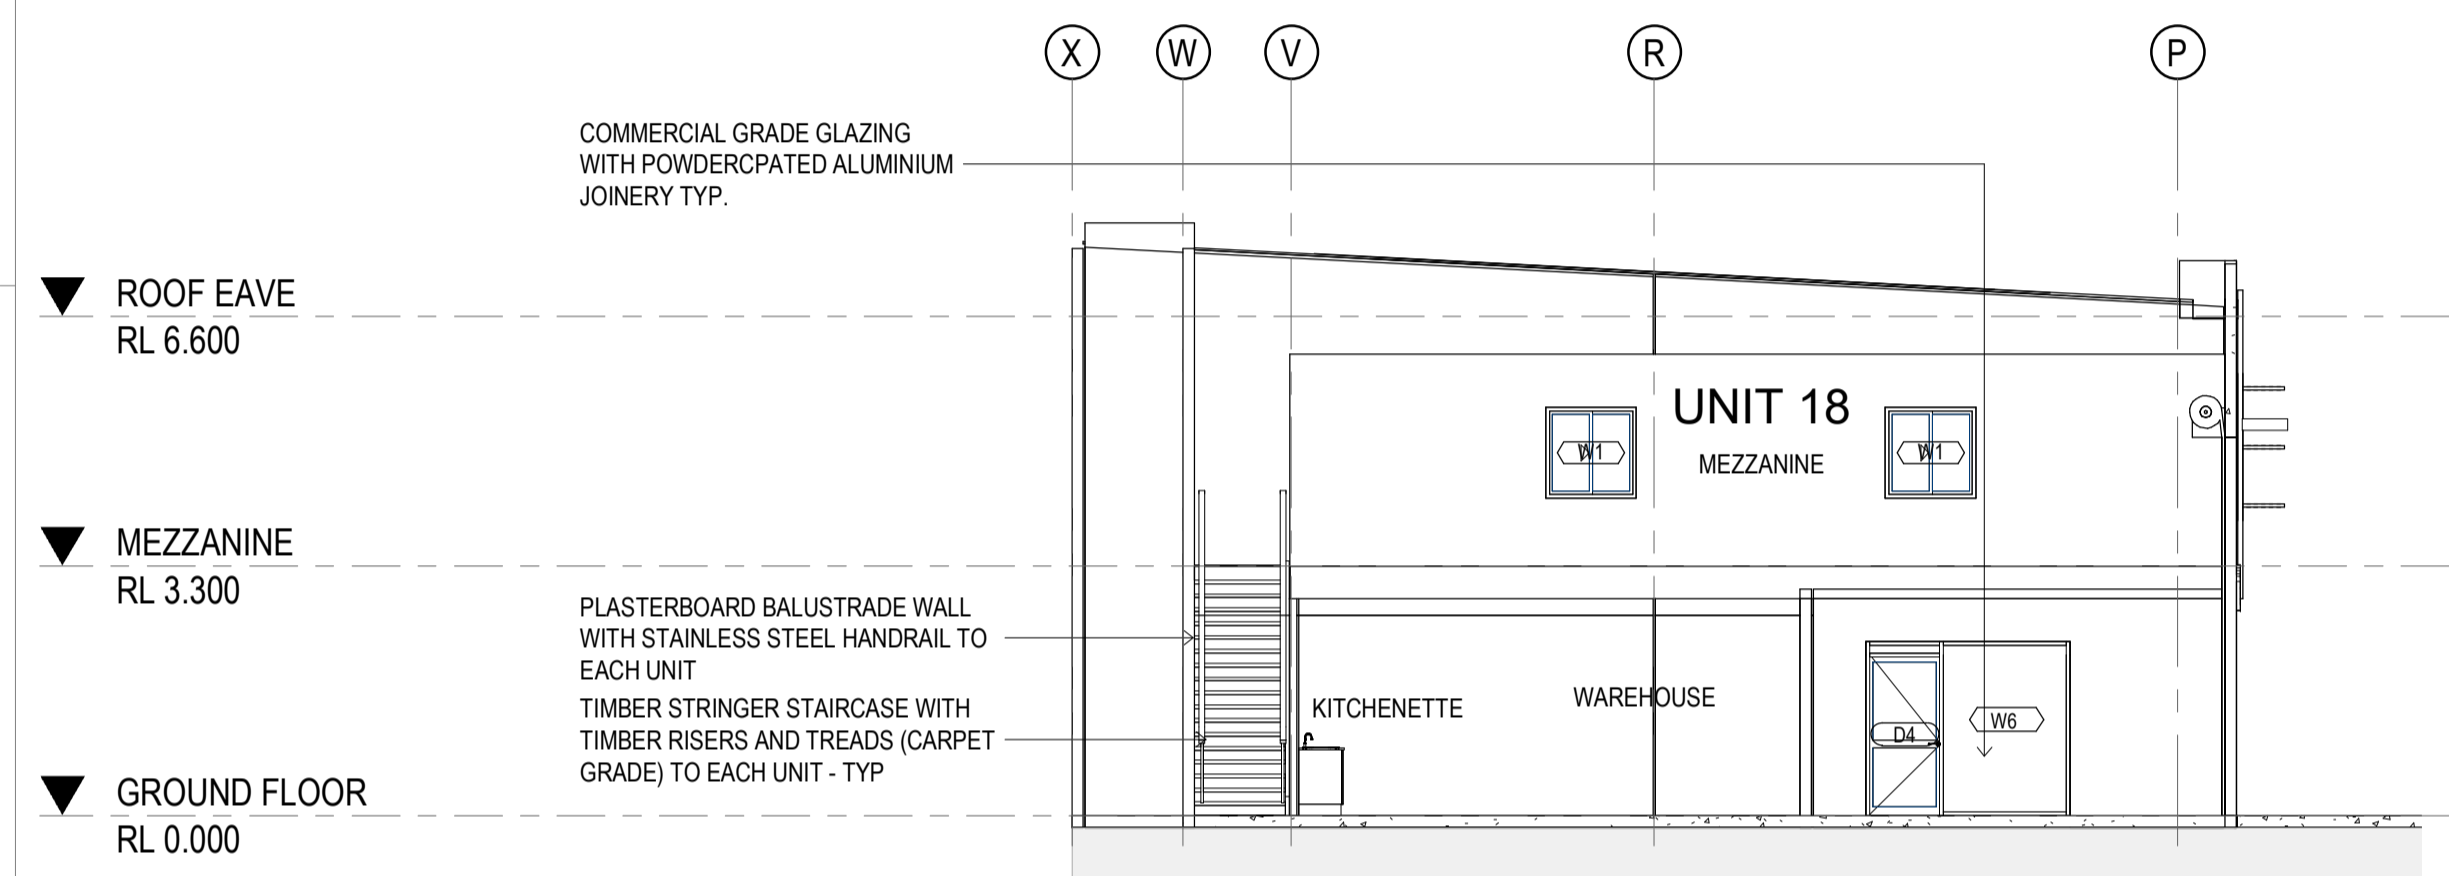 X W V R P
COMMERCIAL GRADE GLAZING
WITH POWDERCPATED ALUMINIUM
JOINERY TYP.
ROOF EAVE
RL 6.600
UNIT 18
W1 W1
MEZZANINE
MEZZANINE
RL 3.300
PLASTERBOARD BALUSTRADE WALL
WITH STAINLESS STEEL HANDRAIL TO
EACH UNIT
TIMBER STRINGER STAIRCASE WITH
TIMBER RISERS AND TREADS (CARPET
GRADE) TO EACH UNIT - TYP
KITCHENETTE
WAREHOUSE
D4
W6
GROUND FLOOR
RL 0.000